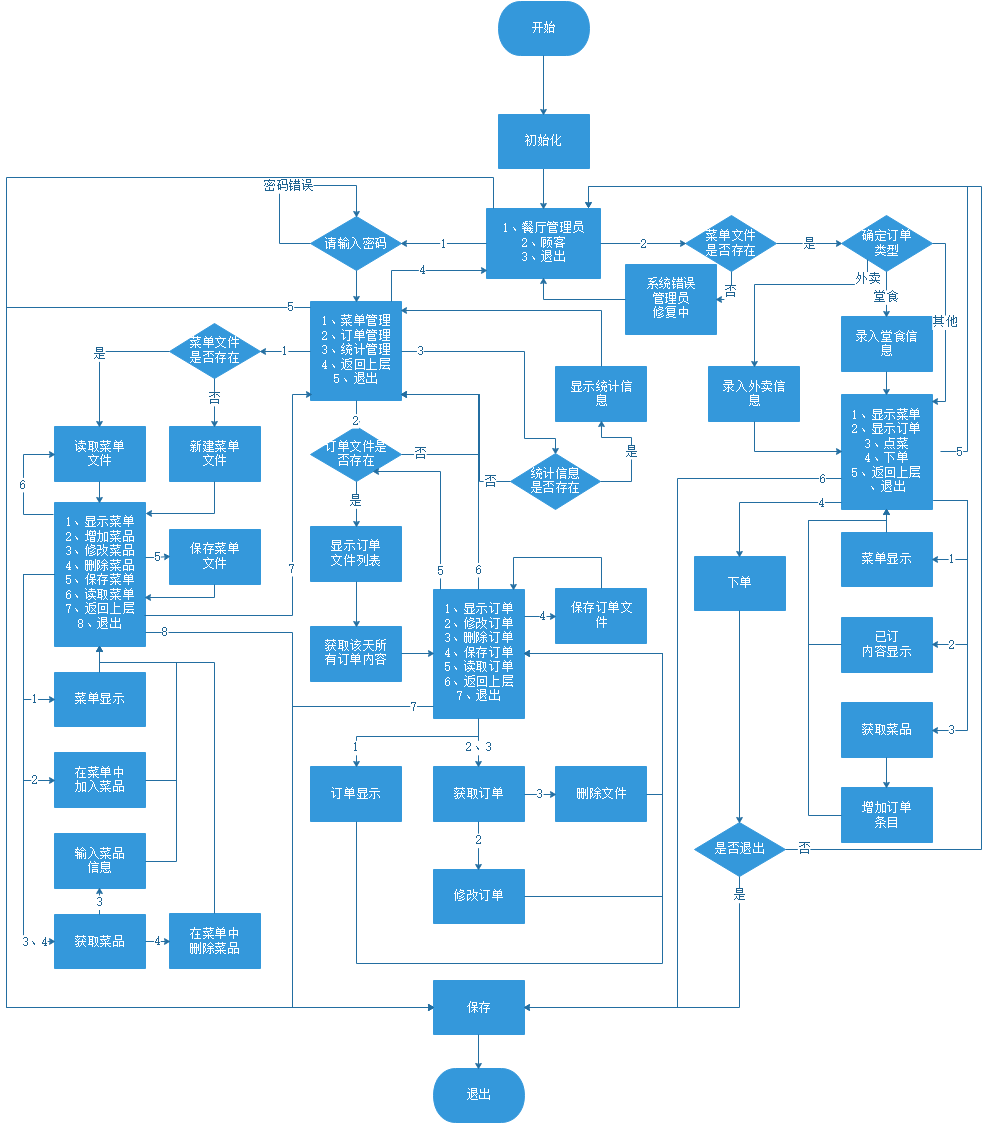 开始
初始化
密码错误
请输入密码
1
1、餐厅管理员
2、顾客
3、退出
2
菜单文件
是否存在
是
确定订单
类型
4
系统错误
管理员
修复中
否
外卖
堂食
其他
5
1、菜单管理
2、订单管理
3、统计管理
4、返回上层
5、退出
录入堂食信
息
是
菜单文件
是否存在
1
3
显示统计信
息
录入外卖信
息
否
2
1、显示菜单
2、显示订单
3、点菜
4、下单
5、返回上层
、退出
5
读取菜单
文件
新建菜单
文件
订单文件是
否存在
否
是
6
否
统计信息
是否存在
6
4
是
1、显示菜单
2、增加菜品
3、修改菜品
4、删除菜品
5、保存菜单
6、读取菜单
7、返回上层
8、退出
5
保存菜单
文件
显示订单
文件列表
菜单显示
1
7
5
6
下单
1、显示订单
2、修改订单
3、删除订单
4、保存订单
5、读取订单
6、返回上层
7、退出
4
保存订单文
件
8
获取该天所
有订单内容
已订
内容显示
2
1
菜单显示
7
获取菜品
3
1
2、3
2
在菜单中
加入菜品
订单显示
获取订单
3
删除文件
增加订单
条目
2
输入菜品
信息
是否退出
否
3
修改订单
是
3、4
获取菜品
4
在菜单中
删除菜品
保存
退出